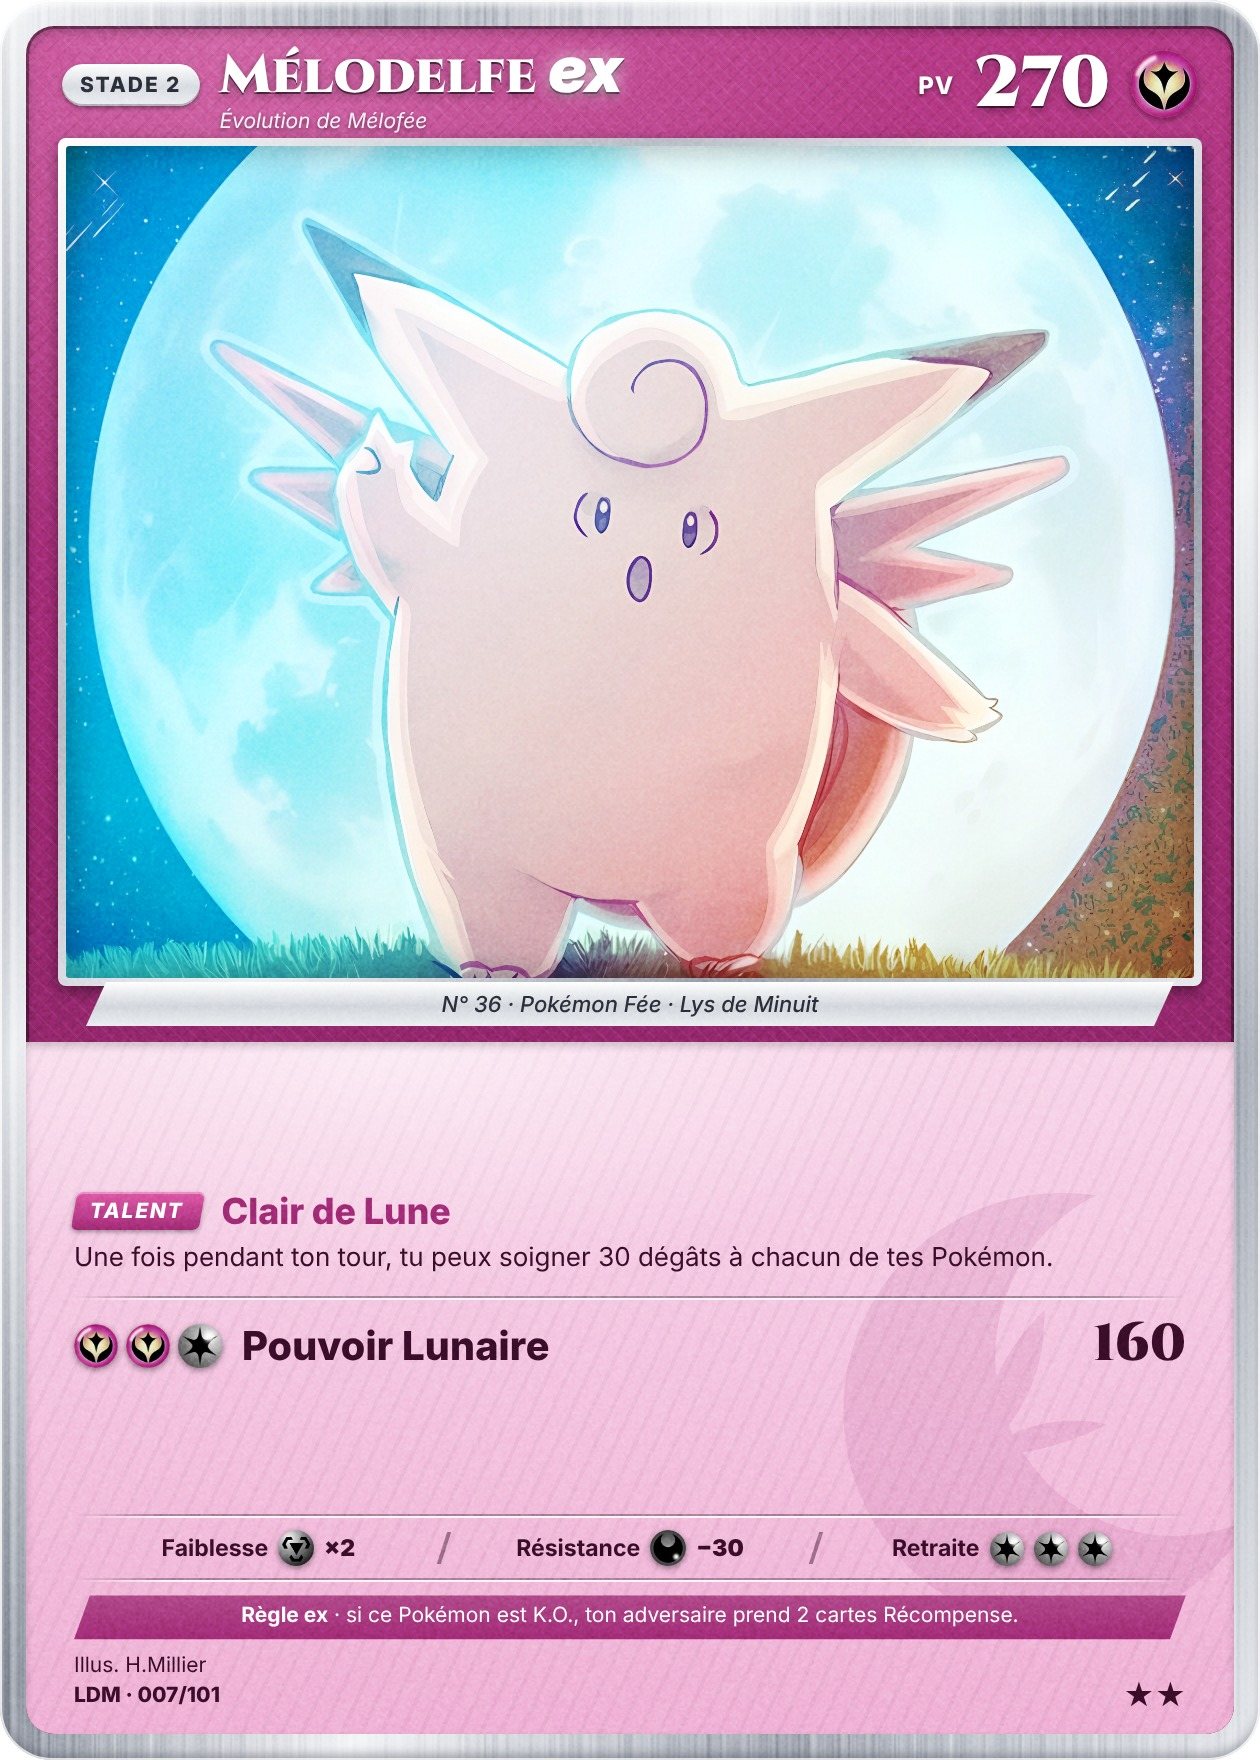 STADE 2
MÉLODELFE ex
PV 270
Évolution de Mélofée
N° 36 · Pokémon Fée · Lys de Minuit
TALENT Clair de Lune
Une fois pendant ton tour, tu peux soigner 30 dégâts à chacun de tes Pokémon.
Pouvoir Lunaire 160
Faiblesse ×2 / Résistance −30 / Retraite
Règle ex · si ce Pokémon est K.O., ton adversaire prend 2 cartes Récompense.
Illus. H.Millier
LDM · 007/101